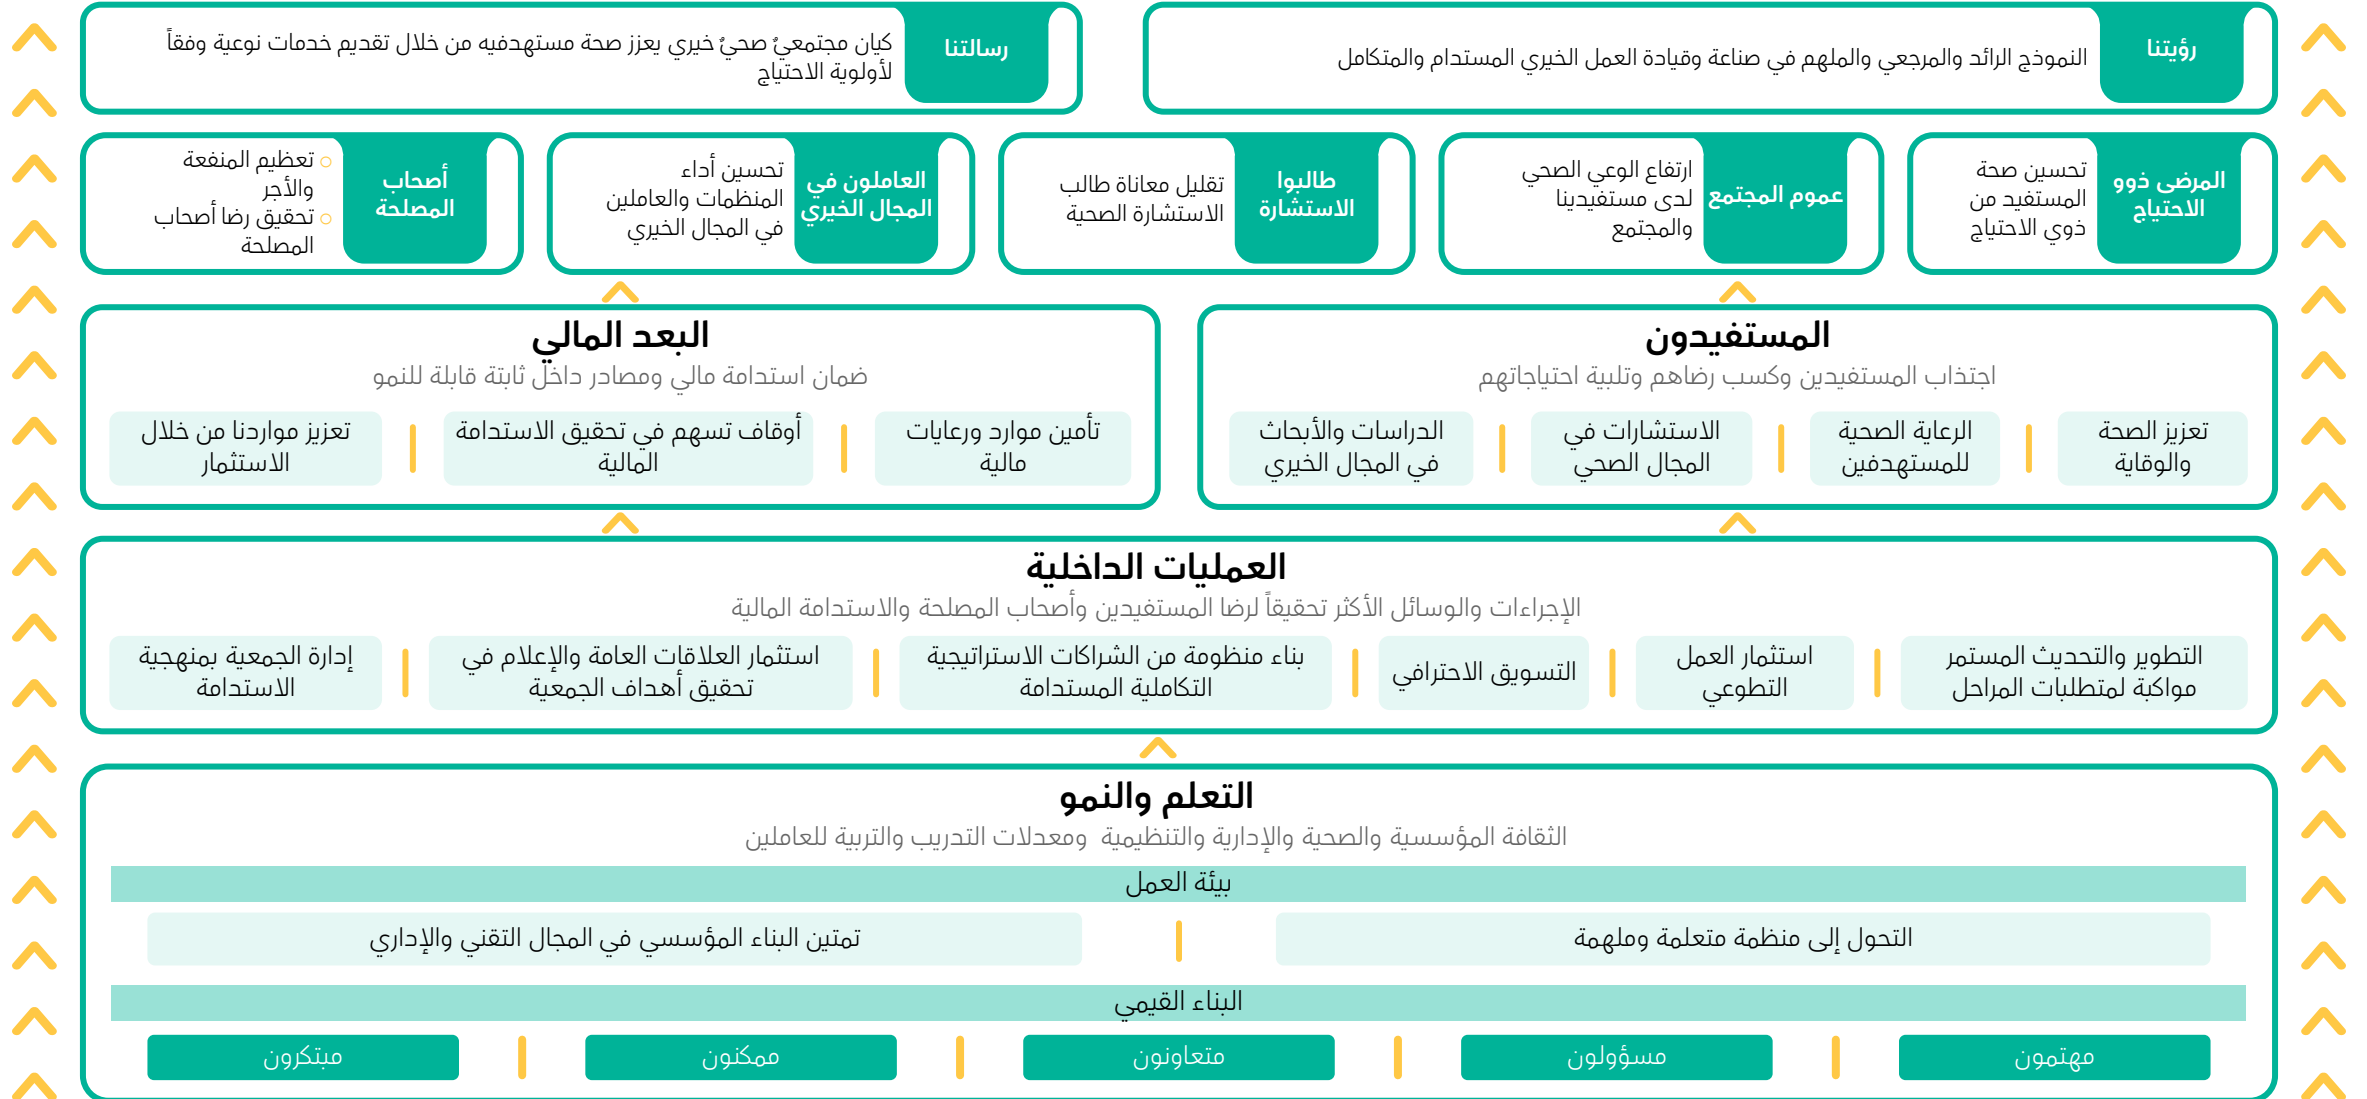 رؤيتنا
النموذج الرائد والمرجعي والملهم في صناعة وقيادة العمل الخيري المستدام والمتكامل
رسالتنا
كيان مجتمعيٌ صحيٌ خيري يعزز صحة مستهدفيه من خلال تقديم خدمات نوعية وفقاً
لأولوية الاحتياج
المرضى ذوو
الاحتياج
تحسين صحة
المستفيد من
ذوي الاحتياج
عموم المجتمع
ارتفاع الوعي الصحي
لدى مستفيدينا
والمجتمع
طالبوا
الاستشارة
تقليل معاناة طالب
الاستشارة الصحية
العاملون في
المجال الخيري
تحسين أداء
المنظمات والعاملين
في المجال الخيري
أصحاب
المصلحة
تعظيم المنفعة
والأجر
تحقيق رضا أصحاب
المصلحة
المستفيدون
اجتذاب المستفيدين وكسب رضاهم وتلبية احتياجاتهم
تعزيز الصحة
والوقاية
الرعاية الصحية
للمستهدفين
الاستشارات في
المجال الصحي
الدراسات والأبحاث
في المجال الخيري
البعد المالي
ضمان استدامة مالي ومصادر داخل ثابتة قابلة للنمو
تأمين موارد ورعايات
مالية
أوقاف تسهم في تحقيق الاستدامة
المالية
تعزيز مواردنا من خلال
الاستثمار
العمليات الداخلية
الإجراءات والوسائل الأكثر تحقيقاً لرضا المستفيدين وأصحاب المصلحة والاستدامة المالية
التطوير والتحديث المستمر
مواكبة لمتطلبات المراحل
استثمار العمل
التطوعي
التسويق الاحترافي
بناء منظومة من الشراكات الاستراتيجية
التكاملية المستدامة
استثمار العلاقات العامة والإعلام في
تحقيق أهداف الجمعية
إدارة الجمعية بمنهجية
الاستدامة
التعلم والنمو
الثقافة المؤسسية والصحية والإدارية والتنظيمية ومعدلات التدريب والتربية للعاملين
بيئة العمل
التحول إلى منظمة متعلمة وملهمة
تمتين البناء المؤسسي في المجال التقني والإداري
البناء القيمي
مهتمون
مسؤولون
متعاونون
ممكنون
مبتكرون